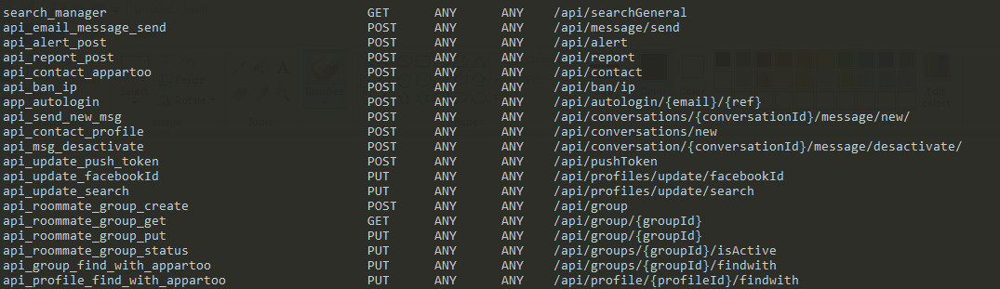 search_manager GET ANY ANY /api/searchGeneral
api_email_message_send POST ANY ANY /api/message/send
api_alert_post POST ANY ANY /api/alert
api_report_post POST ANY ANY /api/report
api_contact_appartoo POST ANY ANY /api/contact
api_ban_ip POST ANY ANY /api/ban/ip
app_autologin POST ANY ANY /api/autologin/{email}/{ref}
api_send_new_msg POST ANY ANY /api/conversations/{conversationId}/message/new/
api_contact_profile POST ANY ANY /api/conversations/new
api_msg_desactivate POST ANY ANY /api/conversation/{conversationId}/message/desactivate/
api_update_push_token POST ANY ANY /api/pushToken
api_update_facebookId PUT ANY ANY /api/profiles/update/facebookId
api_update_search PUT ANY ANY /api/profiles/update/search
api_roommate_group_create POST ANY ANY /api/group
api_roommate_group_get GET ANY ANY /api/group/{groupId}
api_roommate_group_put PUT ANY ANY /api/group/{groupId}
api_roommate_group_status PUT ANY ANY /api/groups/{groupId}/isActive
api_group_find_with_appartoo PUT ANY ANY /api/groups/{groupId}/findwith
api_profile_find_with_appartoo PUT ANY ANY /api/profile/{profileId}/findwith